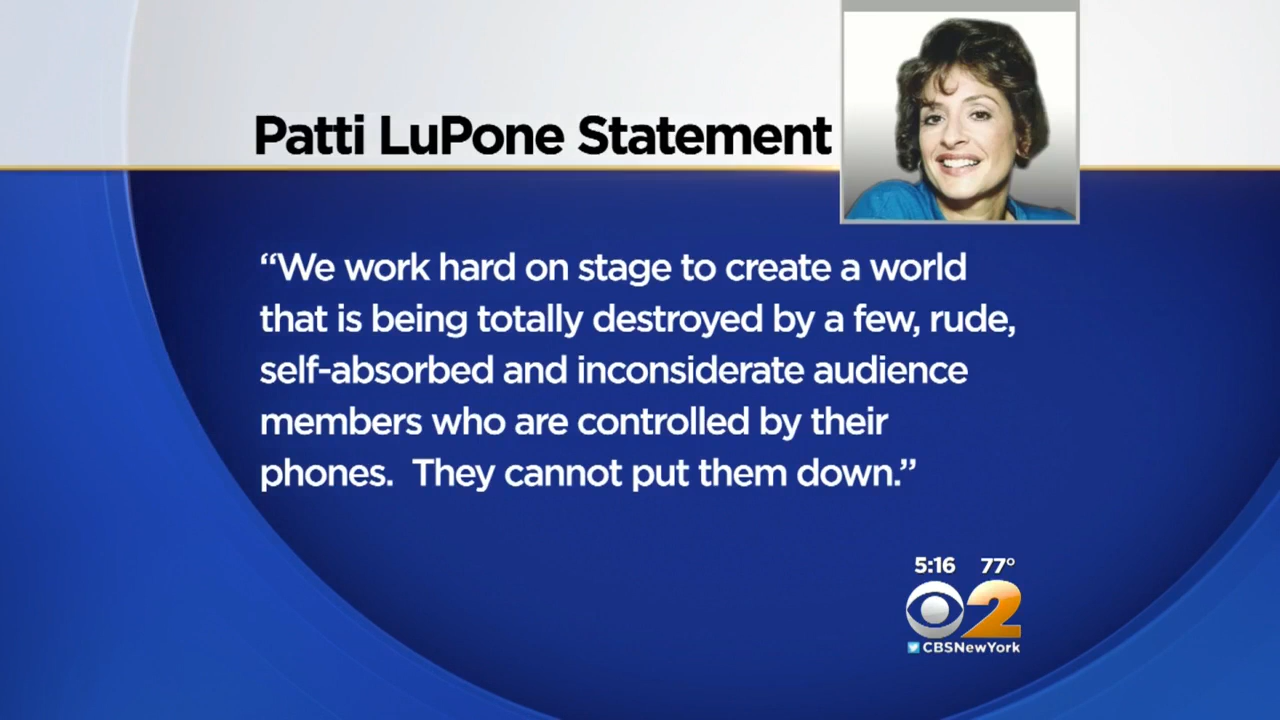 Patti LuPone Statement
“We work hard on stage to create a world
that is being totally destroyed by a few, rude,
self-absorbed and inconsiderate audience
members who are controlled by their
phones.  They cannot put them down.”
5:16 77°
2
CBSNewYork